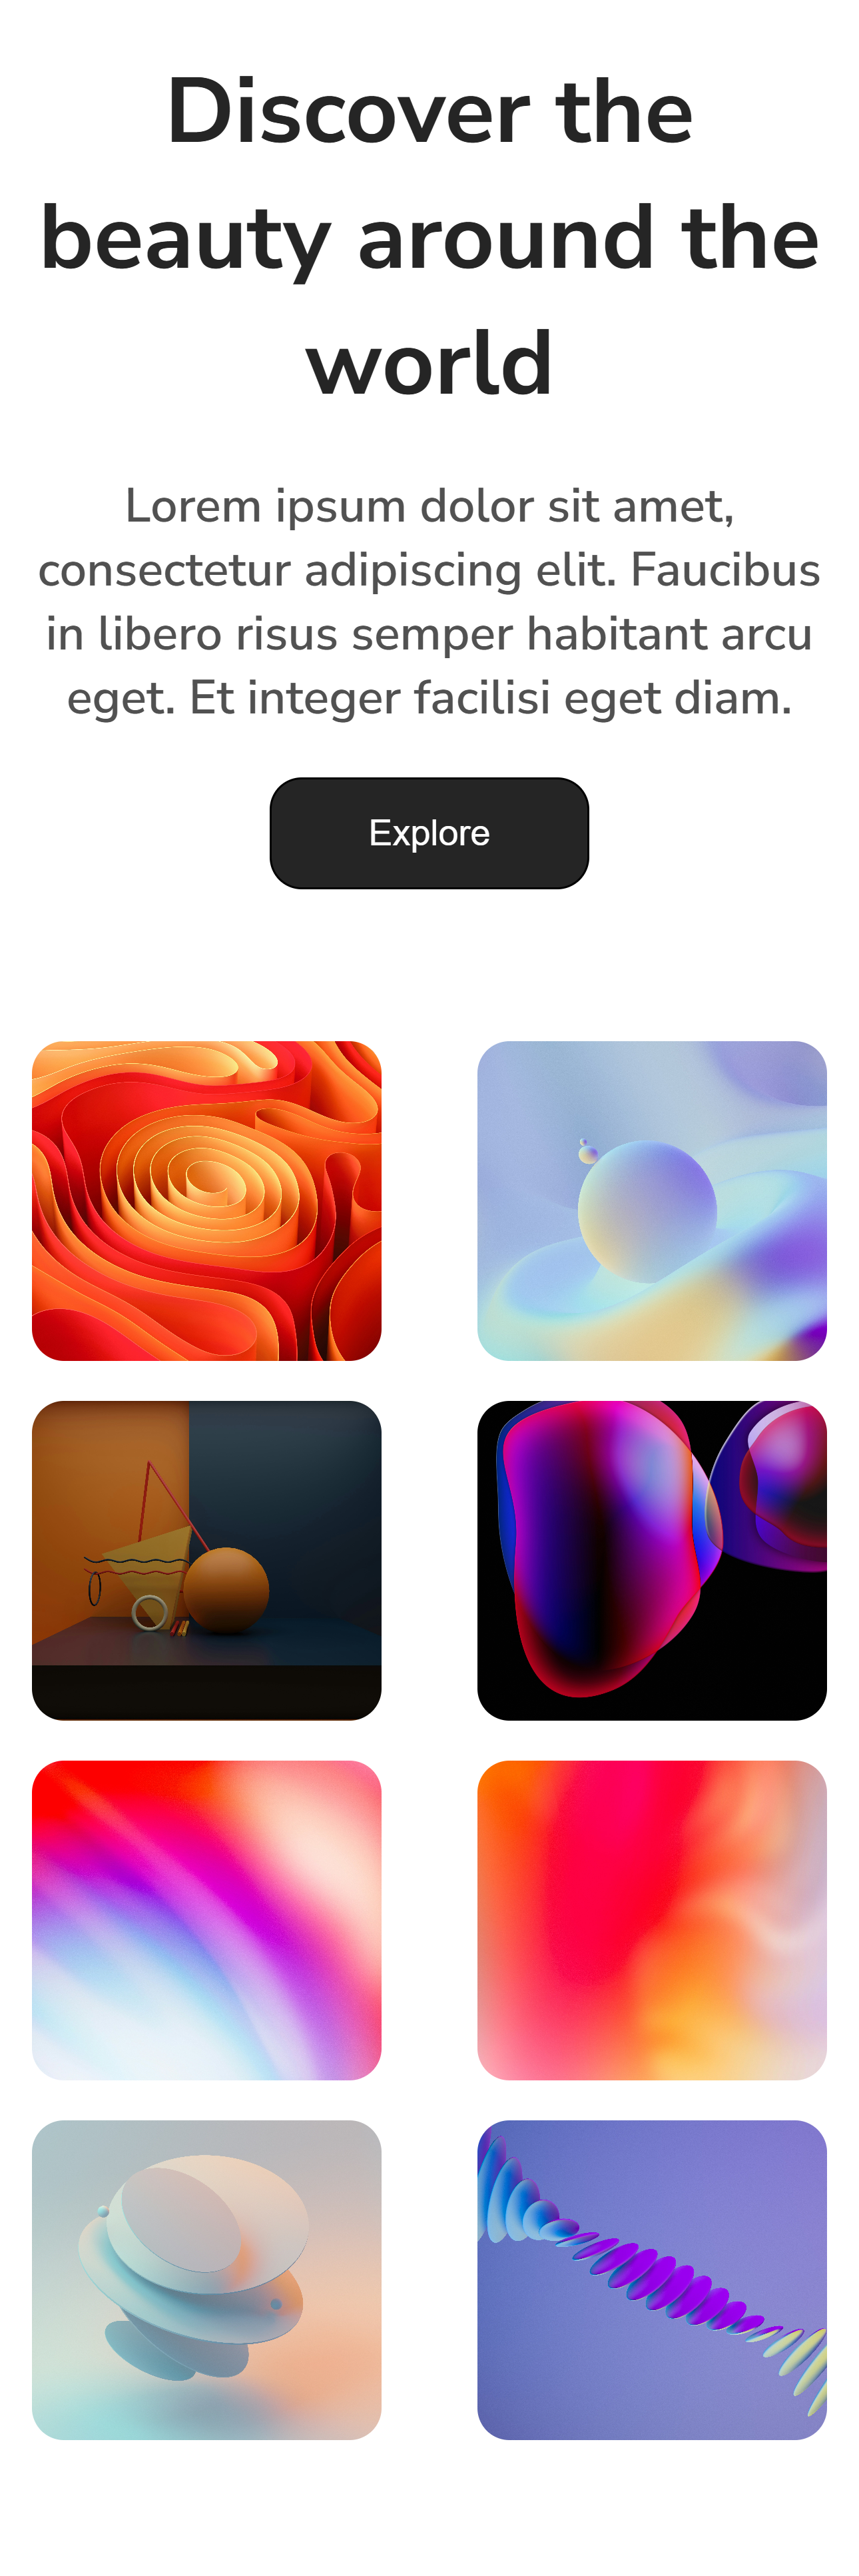 Discover the
beauty around the
world
Lorem ipsum dolor sit amet,
consectetur adipiscing elit. Faucibus
in libero risus semper habitant arcu
eget. Et integer facilisi eget diam.
Explore